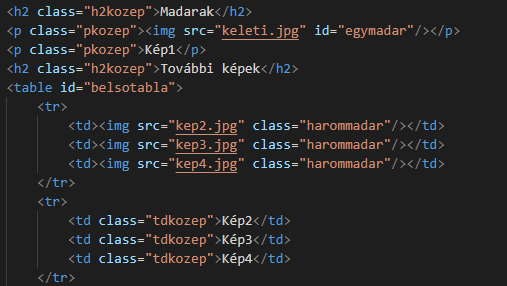 <h2 class="h2kozep">Madarak</h2>
<p class="pkozep"><img src="keleti.jpg" id="egymadar"/></p>
<p class="pkozep">Kép1</p>
<h2 class="h2kozep">További képek</h2>
<table id="belsotabla">
    <tr>
        <td><img src="kep2.jpg" class="harommadar"/></td>
        <td><img src="kep3.jpg" class="harommadar"/></td>
        <td><img src="kep4.jpg" class="harommadar"/></td>
    </tr>
    <tr>
        <td class="tdkozep">Kép2</td>
        <td class="tdkozep">Kép3</td>
        <td class="tdkozep">Kép4</td>
    </tr>